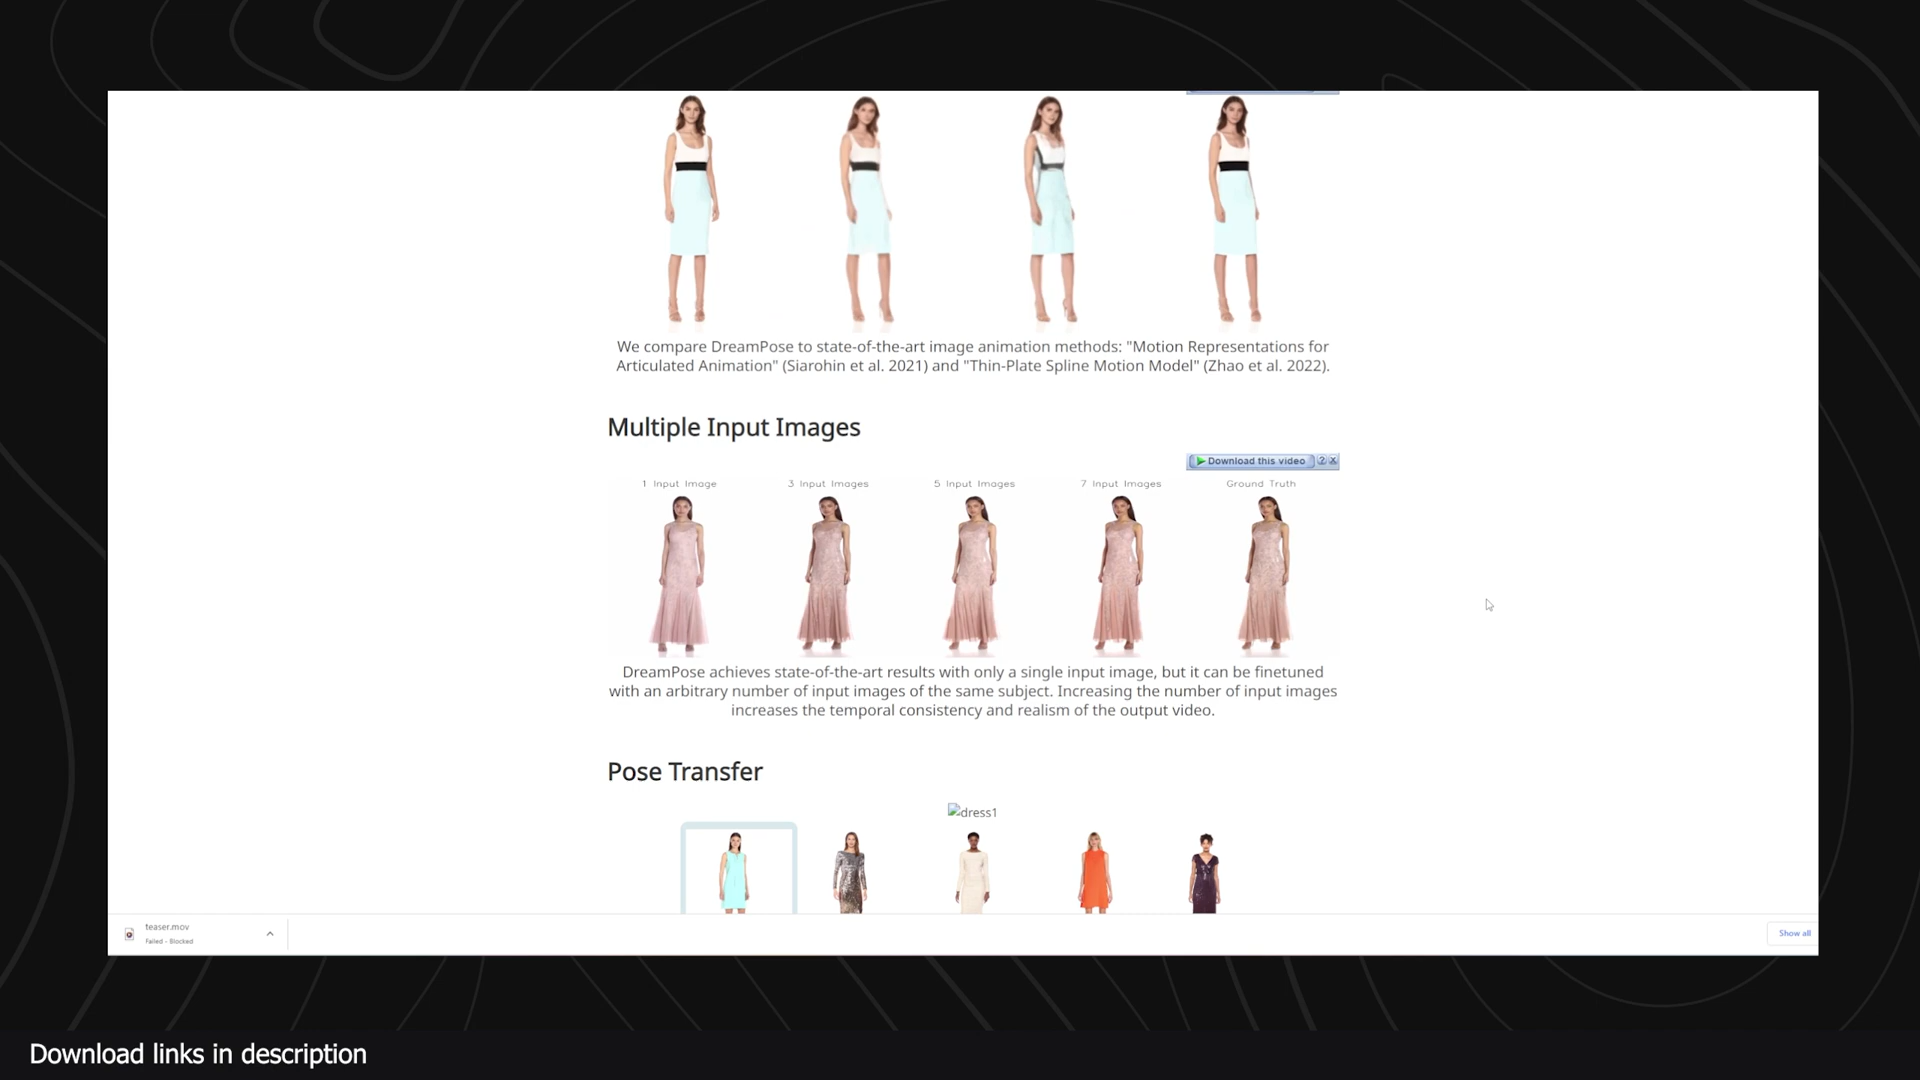 We compare DreamPose to state-of-the-art image animation methods: "Motion Representations for
Articulated Animation" (Siarohin et al. 2021) and "Thin-Plate Spline Motion Model" (Zhao et al. 2022).
Multiple Input Images
Download this video ? X
1 Input Image 3 Input Images 5 Input Images 7 Input Images Ground Truth
DreamPose achieves state-of-the-art results with only a single input image, but it can be finetuned
with an arbitrary number of input images of the same subject. Increasing the number of input images
increases the temporal consistency and realism of the output video.
Pose Transfer
dress1
teaser.mov
Failed - Blocked
Show all
Download links in description